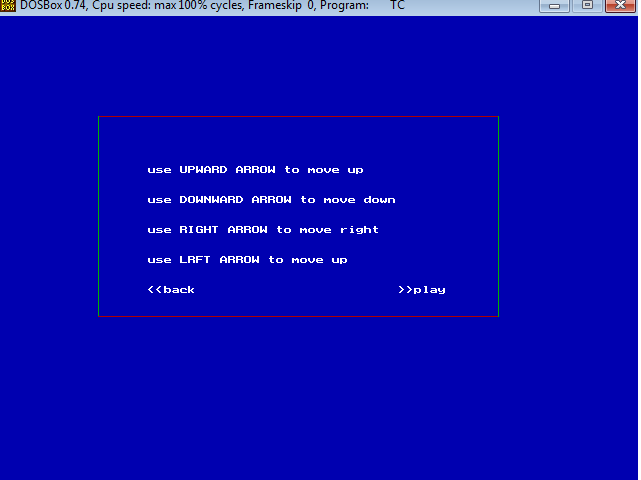 DOSBox 0.74, Cpu speed: max 100% cycles, Frameskip 0, Program: TC
use UPWARD ARROW to move up
use DOWNWARD ARROW to move down
use RIGHT ARROW to move right
use LRFT ARROW to move up
<<back >>play